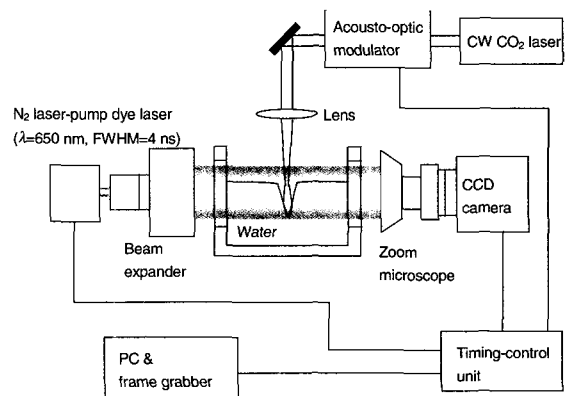 Acousto-optic
modulator
CW CO₂ laser
N₂ laser-pump dye laser
(λ=650 nm, FWHM=4 ns)
Lens
CCD
camera
Water
Beam
expander
Zoom
microscope
PC &
frame grabber
Timing-control
unit